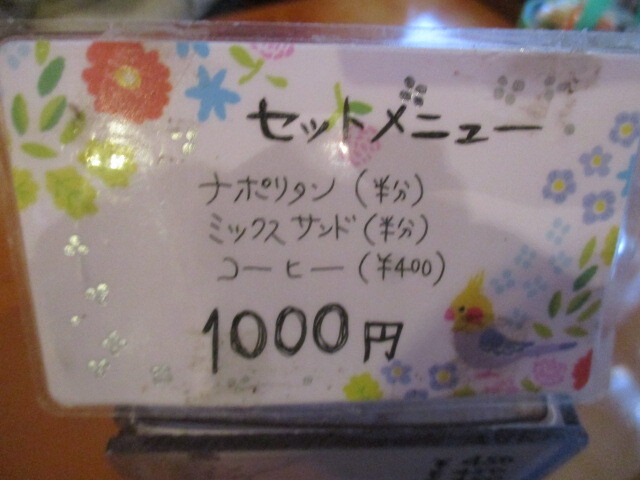 セットメニュー
ナポリタン(半分)
ミックスサンド(半分)
コーヒー(¥400)
1000円
¥450